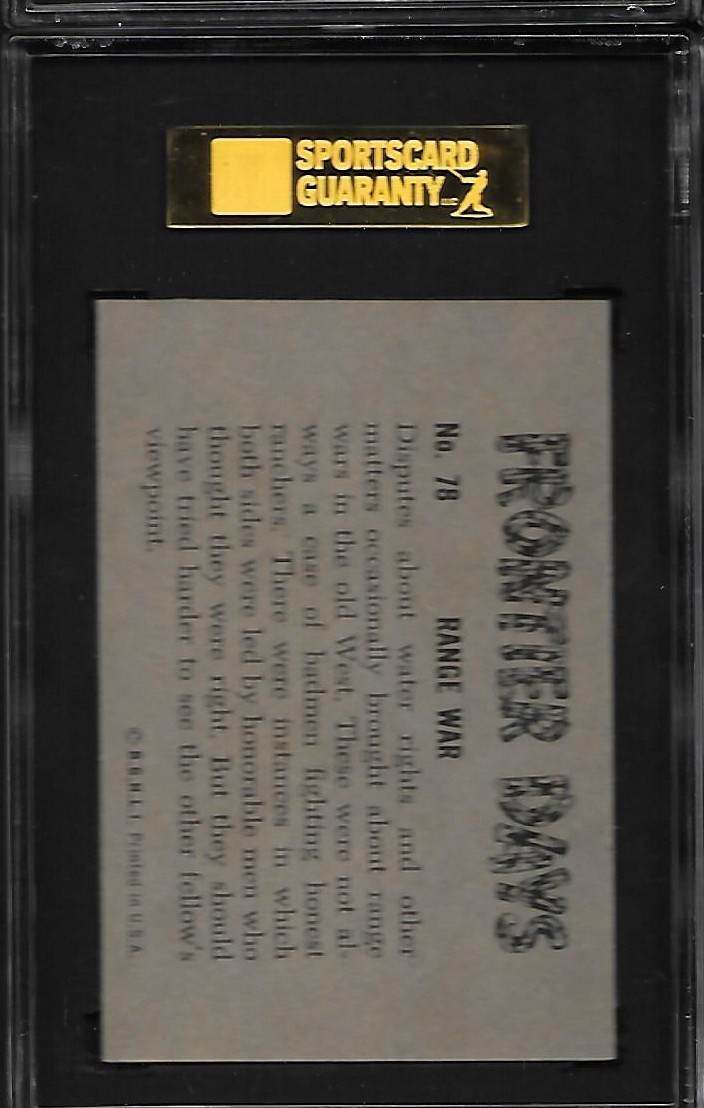 SPORTSCARD
GUARANTY LLC
FRONTIER DAYS
No. 78 RANGE WAR
Disputes about water rights and other
matters occasionally brought about range
wars in the old West. These were not al-
ways a case of badmen fighting honest
ranchers. There were instances in which
both sides were led by honorable men who
thought they were right. But they should
have tried harder to see the other fellow's
viewpoint.
Printed in U.S.A.